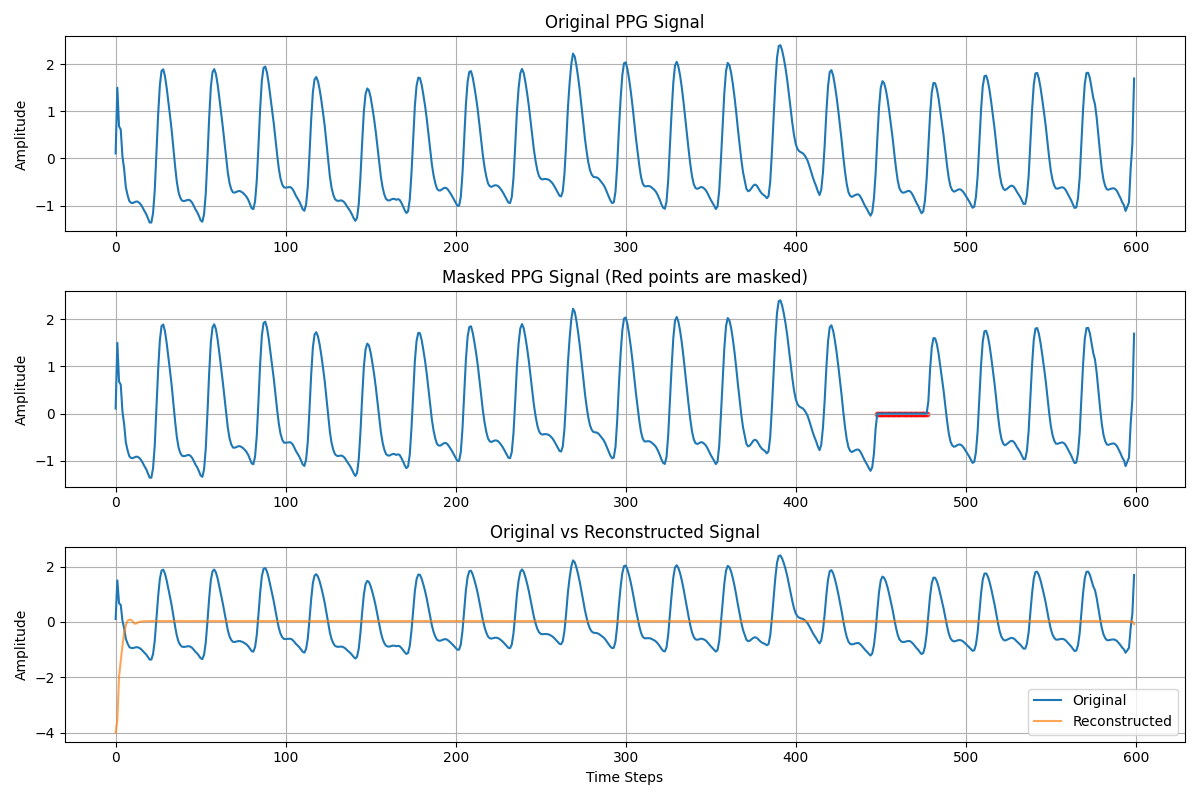 Original PPG Signal
Amplitude
2
1
0
−1
0 100 200 300 400 500 600
Masked PPG Signal (Red points are masked)
Amplitude
2
1
0
−1
0 100 200 300 400 500 600
Original vs Reconstructed Signal
Amplitude
2
0
−2
−4
Original
Reconstructed
0 100 200 300 400 500 600
Time Steps